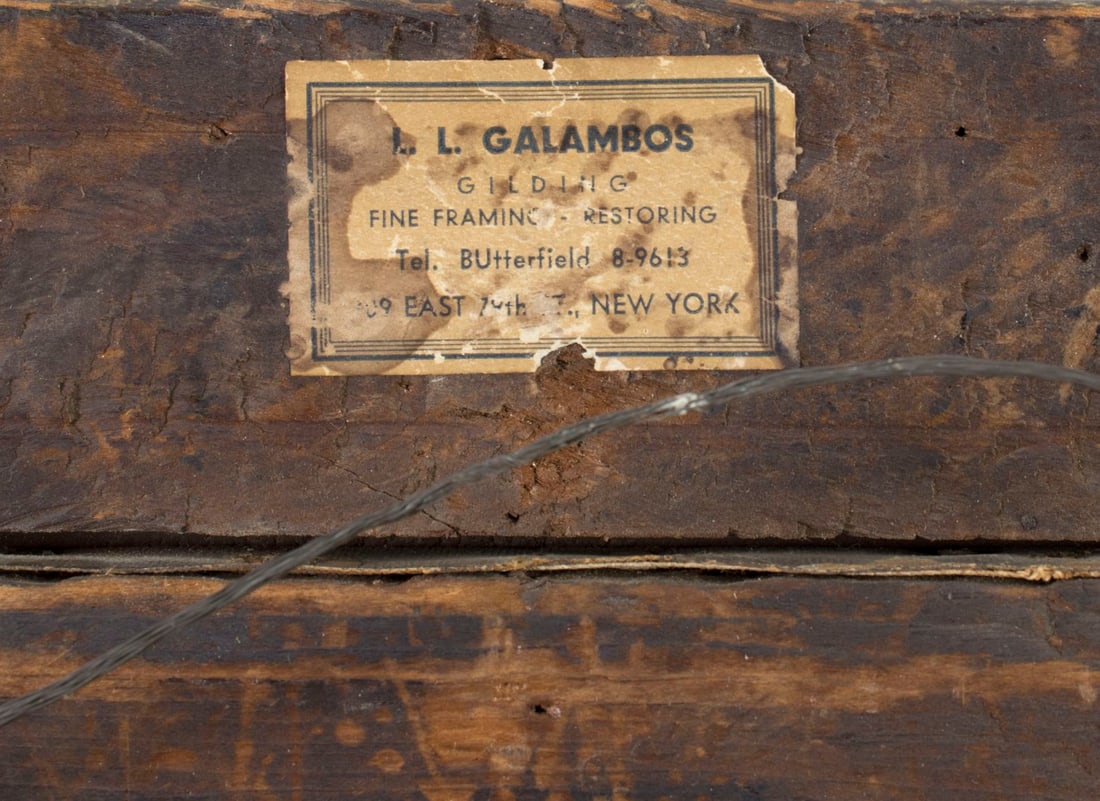 L. L. GALAMBOS
GILDING
FINE FRAMING - RESTORING
Tel. BUtterfield 8-9613
EAST NEW YORK